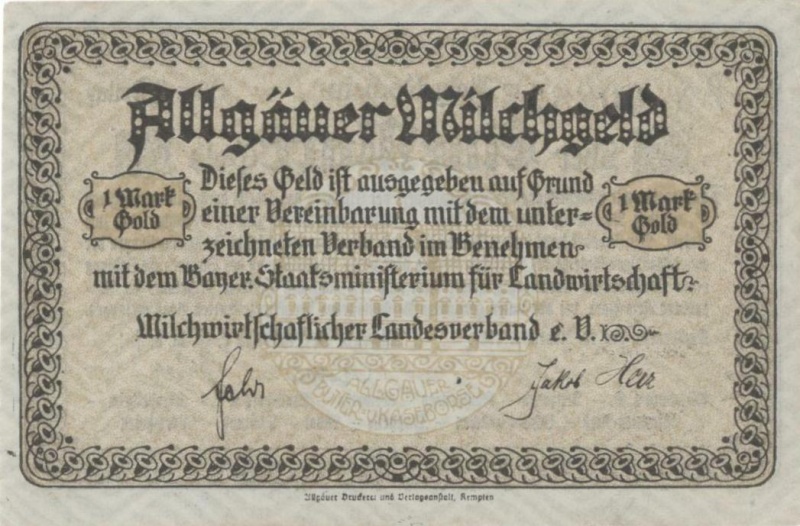 Allgäuer Milchgeld
1 Mark
Gold
Dieses Geld ist ausgegeben auf Grund
einer Vereinbarung mit dem unter=
zeichneten Verband im Benehmen
mit dem Bayer. Staatsministerium für Landwirtschaft:
1 Mark
Gold
Milchwirtschaftlicher Landesverband e. V.
Jakob Herz
ALLGÄUER
BUTTER- U. KÄSEBÖRSE
Allgäuer Druckerei und Verlagsanstalt, Kempten